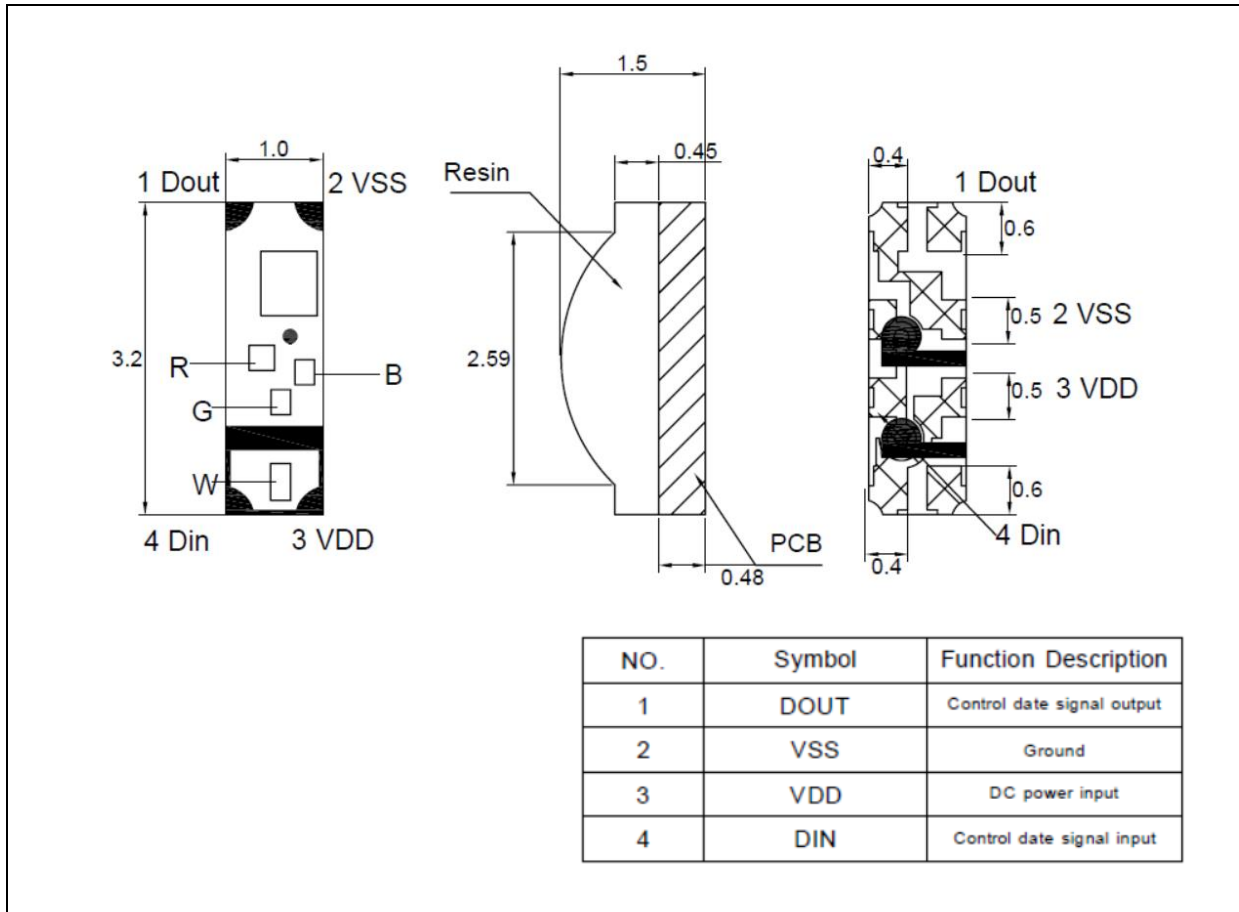 1.0
1 Dout
2 VSS
3.2
R
B
G
W
4 Din
3 VDD
1.5
0.45
Resin
2.59
PCB
0.48
0.4
1 Dout
0.6
0.5 2 VSS
0.5 3 VDD
0.6
4 Din
0.4
NO. Symbol Function Description
1 DOUT Control date signal output
2 VSS Ground
3 VDD DC power input
4 DIN Control date signal input